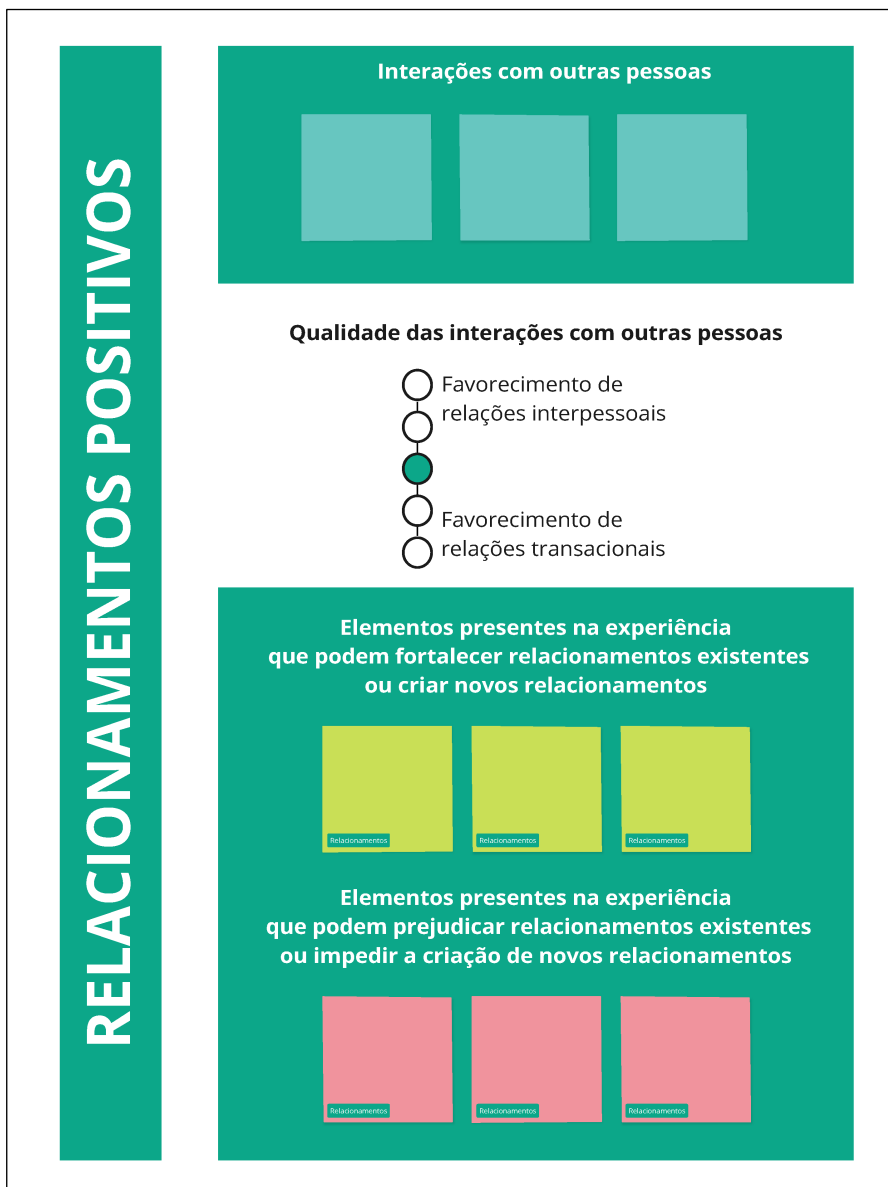 RELACIONAMENTOS POSITIVOS
Interações com outras pessoas
Qualidade das interações com outras pessoas
Favorecimento de
relações interpessoais
Favorecimento de
relações transacionais
Elementos presentes na experiência
que podem fortalecer relacionamentos existentes
ou criar novos relacionamentos
Relacionamentos
Relacionamentos
Relacionamentos
Elementos presentes na experiência
que podem prejudicar relacionamentos existentes
ou impedir a criação de novos relacionamentos
Relacionamentos
Relacionamentos
Relacionamentos